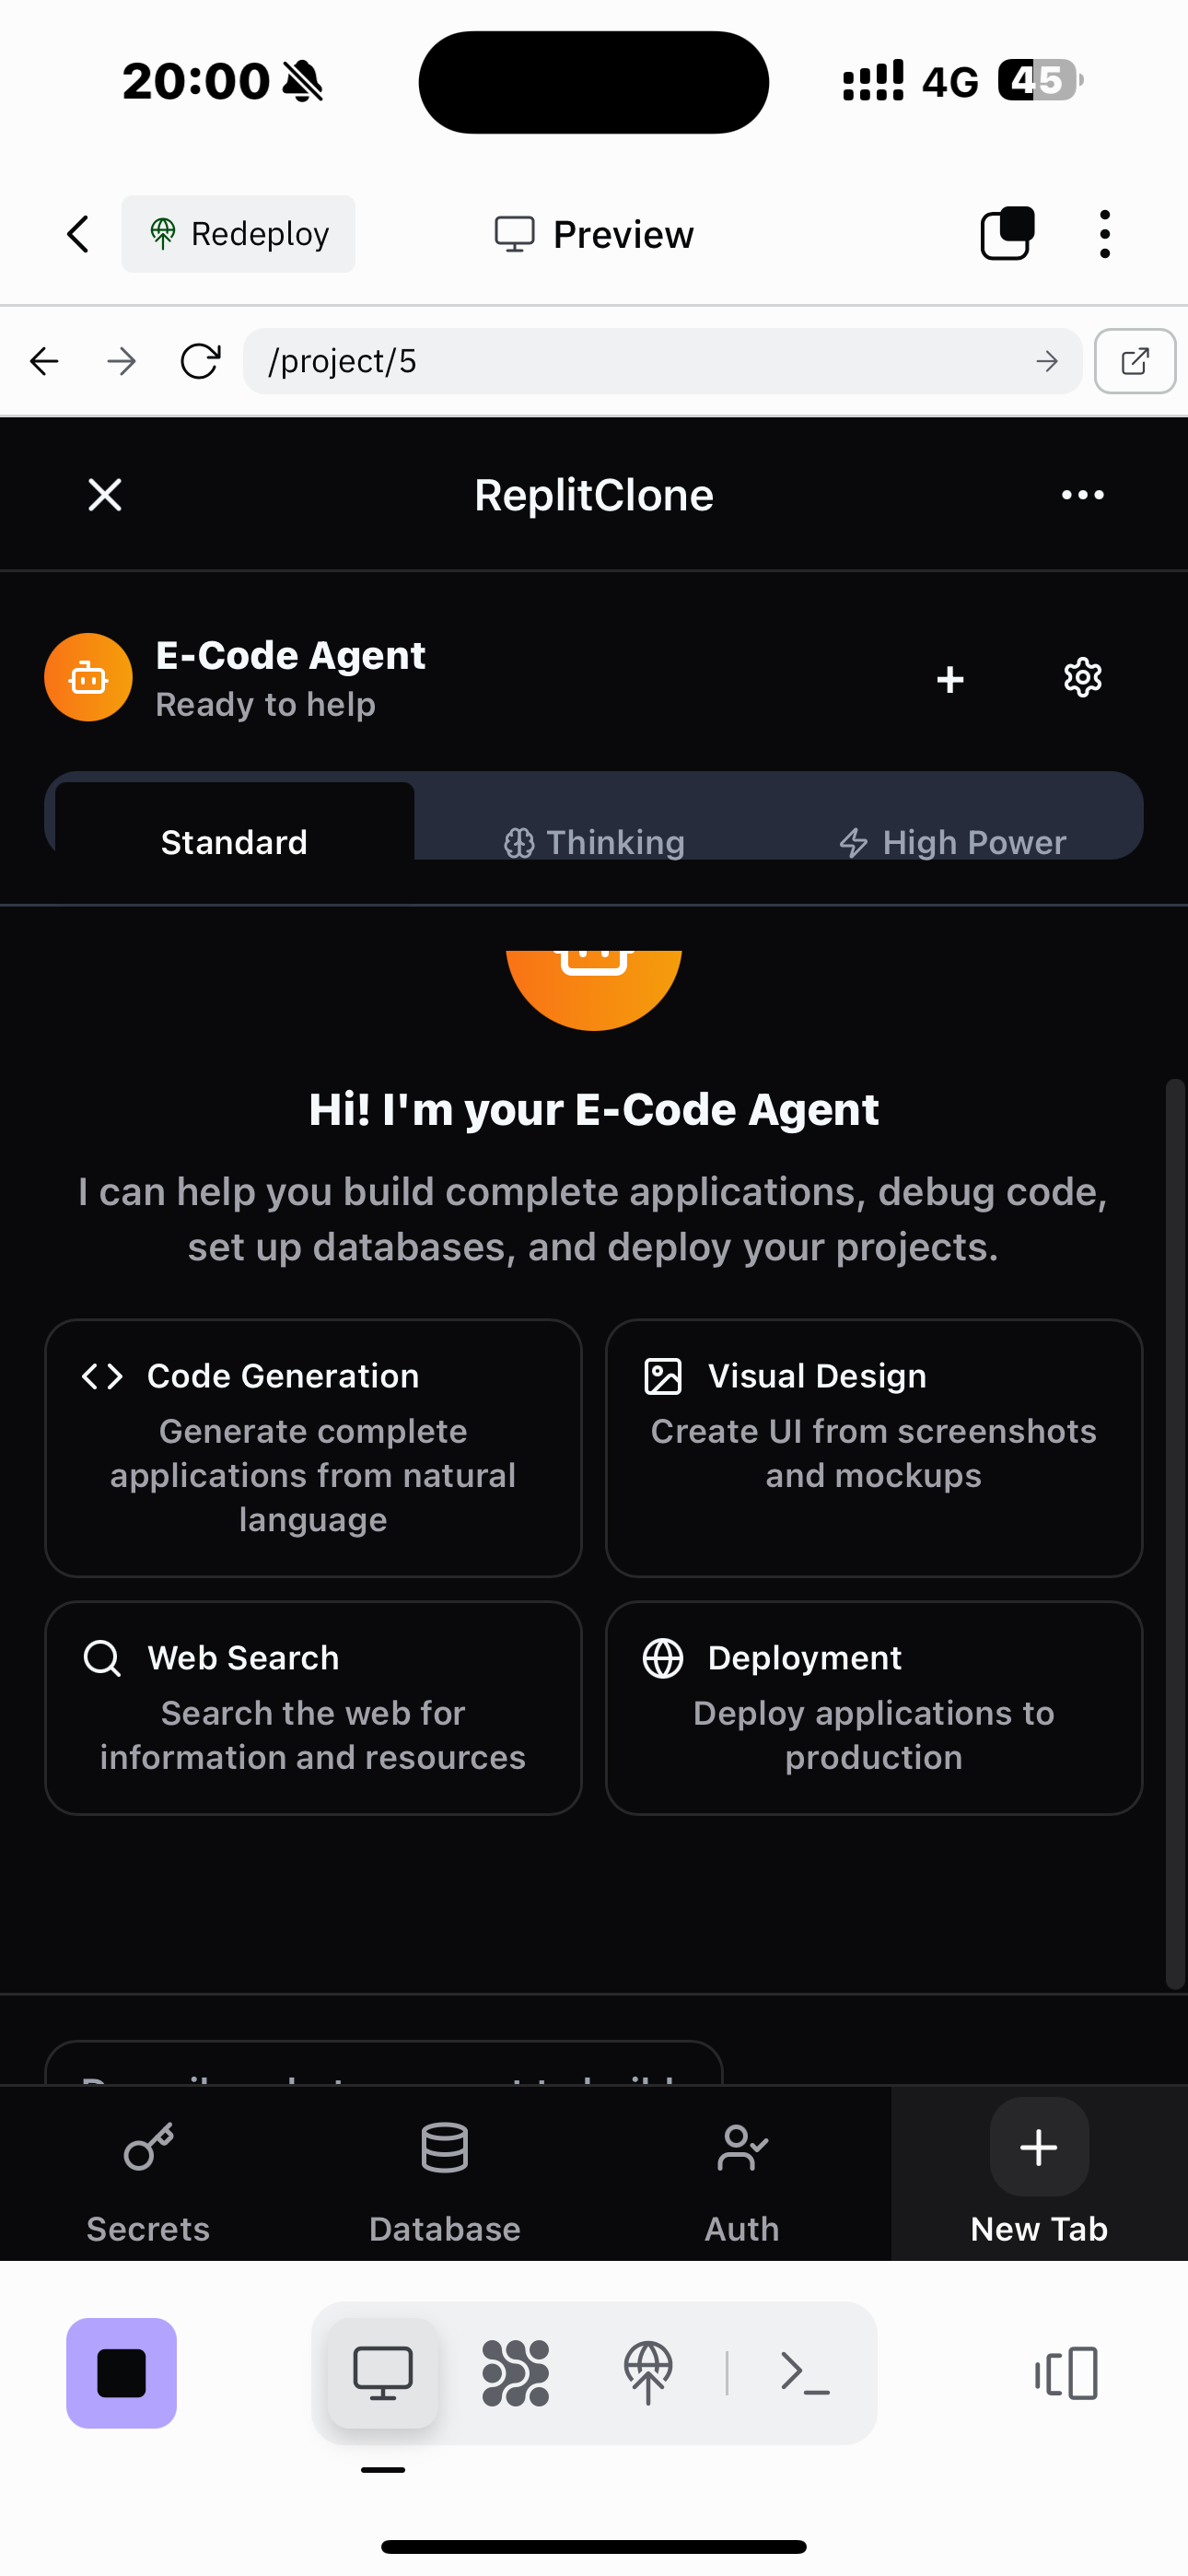 20:00
4G
45
Redeploy
Preview
/project/5
ReplitClone
E-Code Agent
Ready to help
Standard
Thinking
High Power
Hi! I'm your E-Code Agent
I can help you build complete applications, debug code,
set up databases, and deploy your projects.
Code Generation
Generate complete
applications from natural
language
Visual Design
Create UI from screenshots
and mockups
Web Search
Search the web for
information and resources
Deployment
Deploy applications to
production
Secrets
Database
Auth
New Tab